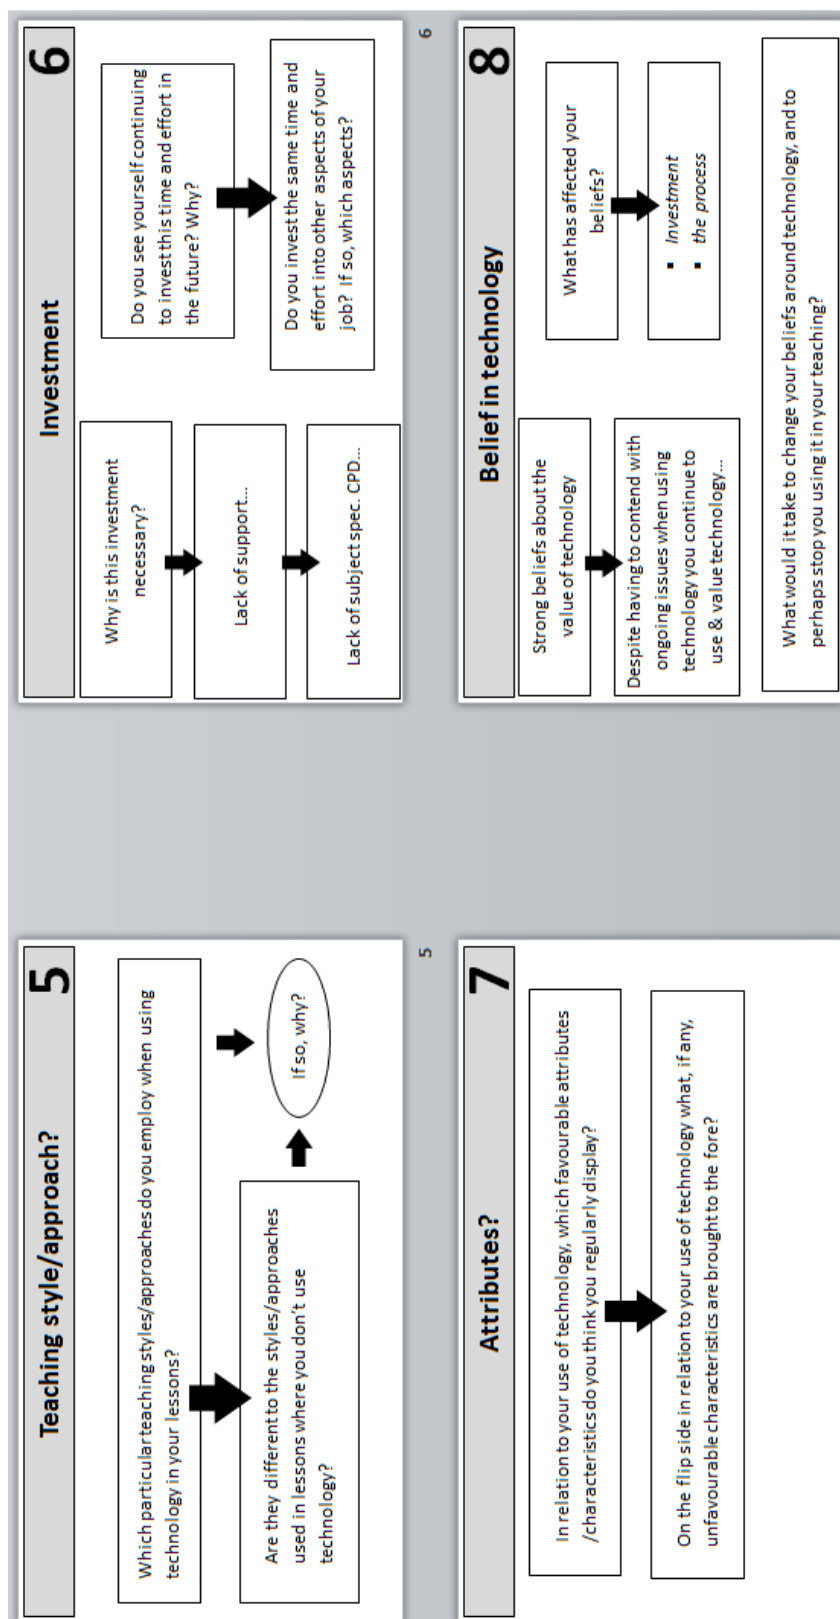 Teaching style/approach?
5
Which particular teaching styles/approaches do you employ when using
technology in your lessons?
Are they different to the styles/approaches
used in lessons where you don't use
technology?
If so, why?
5
Investment
6
Why is this investment
necessary?
Lack of support...
Lack of subject spec. CPD...
Do you see yourself continuing
to invest this time and effort in
the future? Why?
Do you invest the same time and
effort into other aspects of your
job? If so, which aspects?
6
Attributes?
7
In relation to your use of technology, which favourable attributes
/characteristics do you think you regularly display?
On the flip side in relation to your use of technology what, if any,
unfavourable characteristics are brought to the fore?
Belief in technology
8
Strong beliefs about the
value of technology
Despite having to contend with
ongoing issues when using
technology you continue to
use & value technology...
What has affected your
beliefs?
▪ Investment
▪ the process
What would it take to change your beliefs around technology, and to
perhaps stop you using it in your teaching?